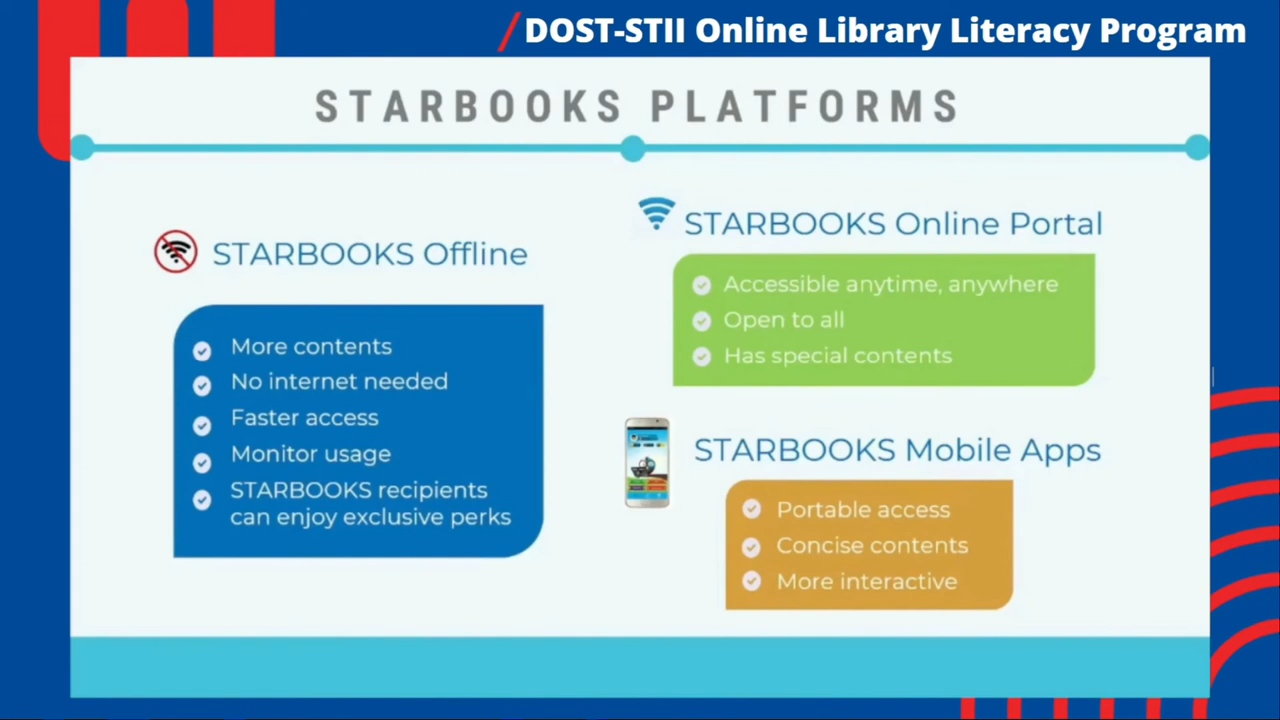 DOST-STII Online Library Literacy Program
STARBOOKS PLATFORMS
STARBOOKS Offline
More contents
No internet needed
Faster access
Monitor usage
STARBOOKS recipients
can enjoy exclusive perks
STARBOOKS Online Portal
Accessible anytime, anywhere
Open to all
Has special contents
STARBOOKS Mobile Apps
Portable access
Concise contents
More interactive